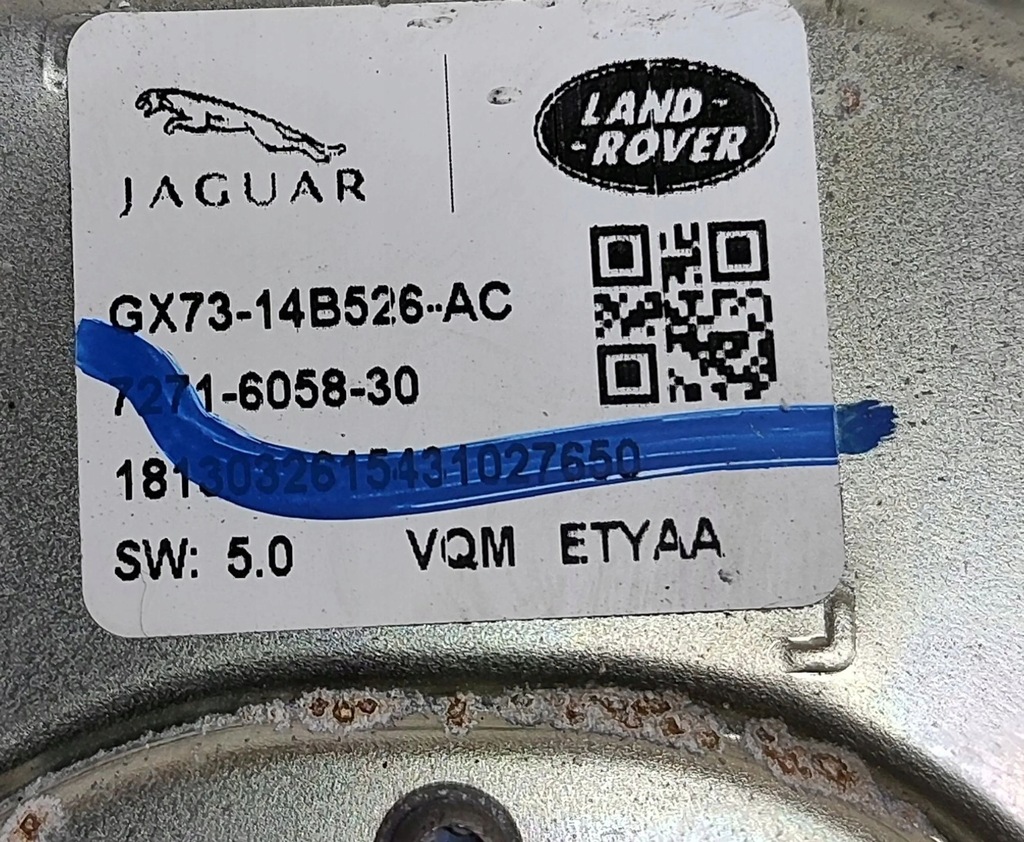 JAGUAR
LAND-
-ROVER
GX73-14B526-AC
7271-6058-30
1813032615431027650
SW: 5.0 VQM ETYAA